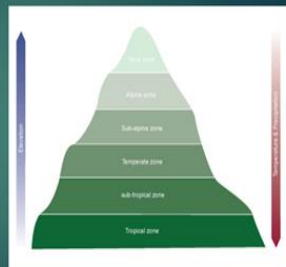 Alpine zone
Sub-alpine zone
Temperate zone
sub-tropical zone
Tropical zone
Elevation
Temperature & Precipitation